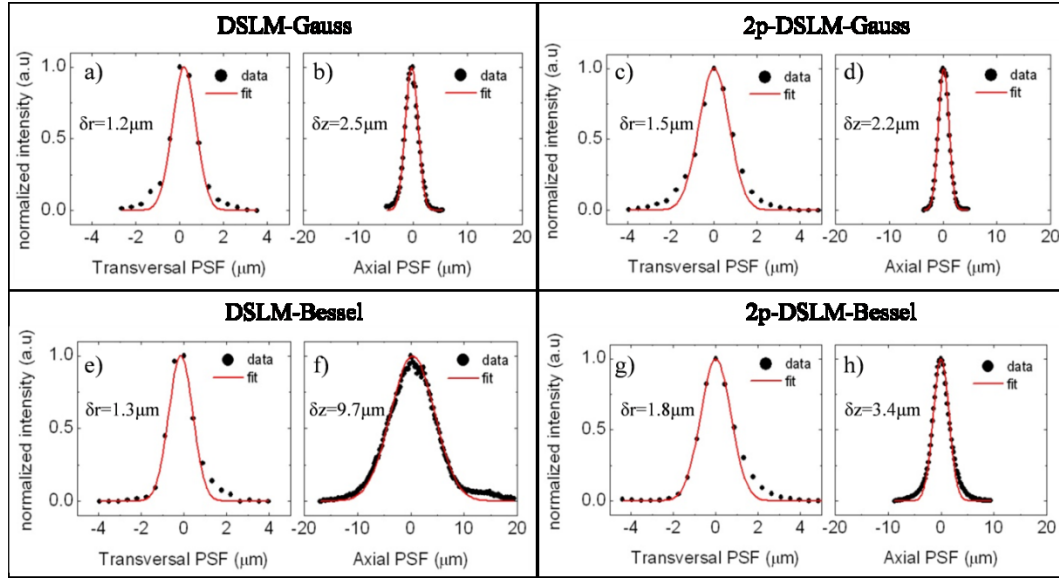 DSLM-Gauss
a)
δr=1.2μm
data
fit
normalized intensity (a.u)
1.0
0.5
0.0
-4 -2 0 2 4
Transversal PSF (μm)
b)
δz=2.5μm
data
fit
-20 -10 0 10 20
Axial PSF (μm)
2p-DSLM-Gauss
c)
δr=1.5μm
data
fit
normalized intensity (a.u)
1.0
0.5
0.0
-4 -2 0 2 4
Transversal PSF (μm)
d)
δz=2.2μm
data
fit
-20 -10 0 10 20
Axial PSF (μm)
DSLM-Bessel
e)
δr=1.3μm
data
fit
normalized intensity (a.u)
1.0
0.5
0.0
-4 -2 0 2 4
Transversal PSF (μm)
f)
δz=9.7μm
data
fit
-20 -10 0 10 20
Axial PSF (μm)
2p-DSLM-Bessel
g)
δr=1.8μm
data
fit
normalized intensity (a.u)
1.0
0.5
0.0
-4 -2 0 2 4
Transversal PSF (μm)
h)
δz=3.4μm
data
fit
-20 -10 0 10 20
Axial PSF (μm)